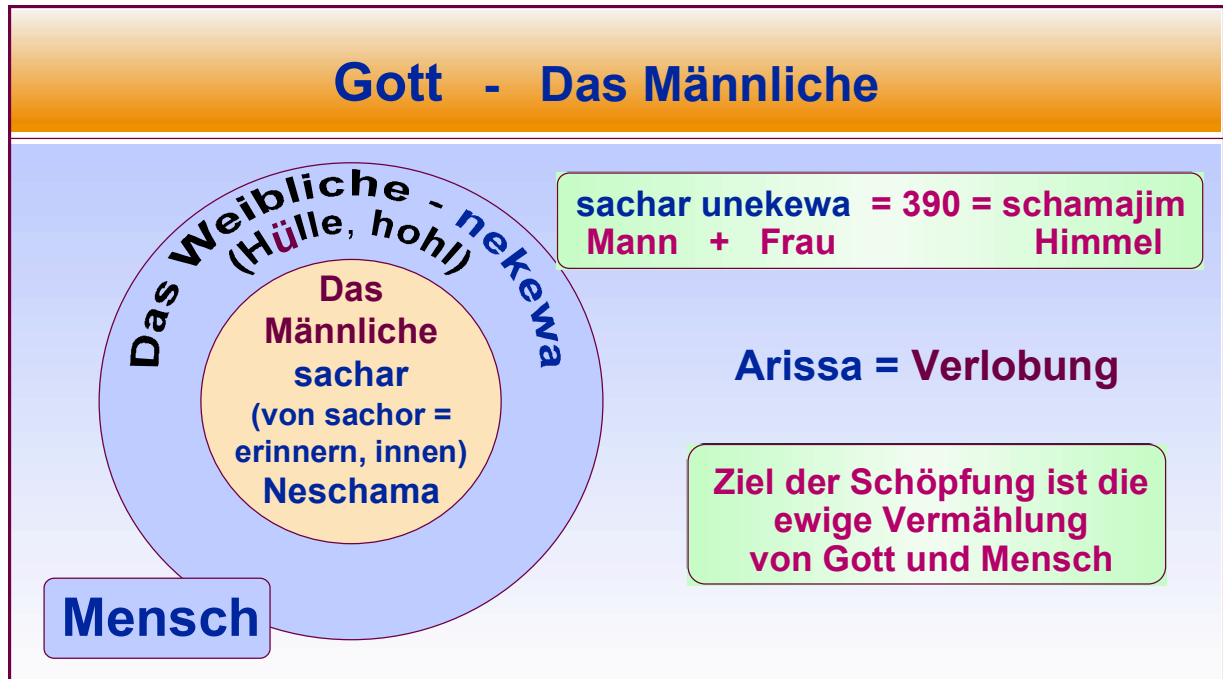 Gott - Das Männliche
Das Weibliche - nekewa
(Hülle, hohl)
Das
Männliche
sachar
(von sachor =
erinnern, innen)
Neschama
Mensch
sachar unekewa = 390 = schamajim
Mann + Frau Himmel
Arissa = Verlobung
Ziel der Schöpfung ist die
ewige Vermählung
von Gott und Mensch